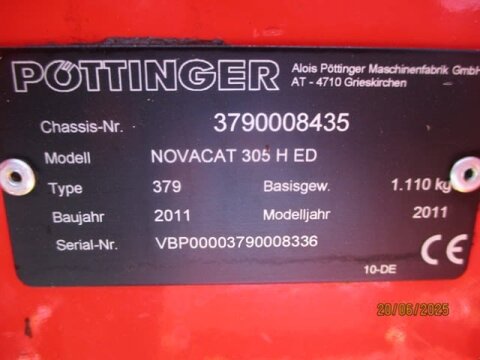 PÖTTINGER
Alois Pöttinger Maschinenfabrik GmbH
AT - 4710 Grieskirchen
Chassis-Nr. 3790008435
Modell NOVACAT 305 H ED
Type 379 Basisgew. 1.110 kg
Baujahr 2011 Modelljahr 2011
Serial-Nr. VBP00003790008336
CE
10-DE
20/06/2025